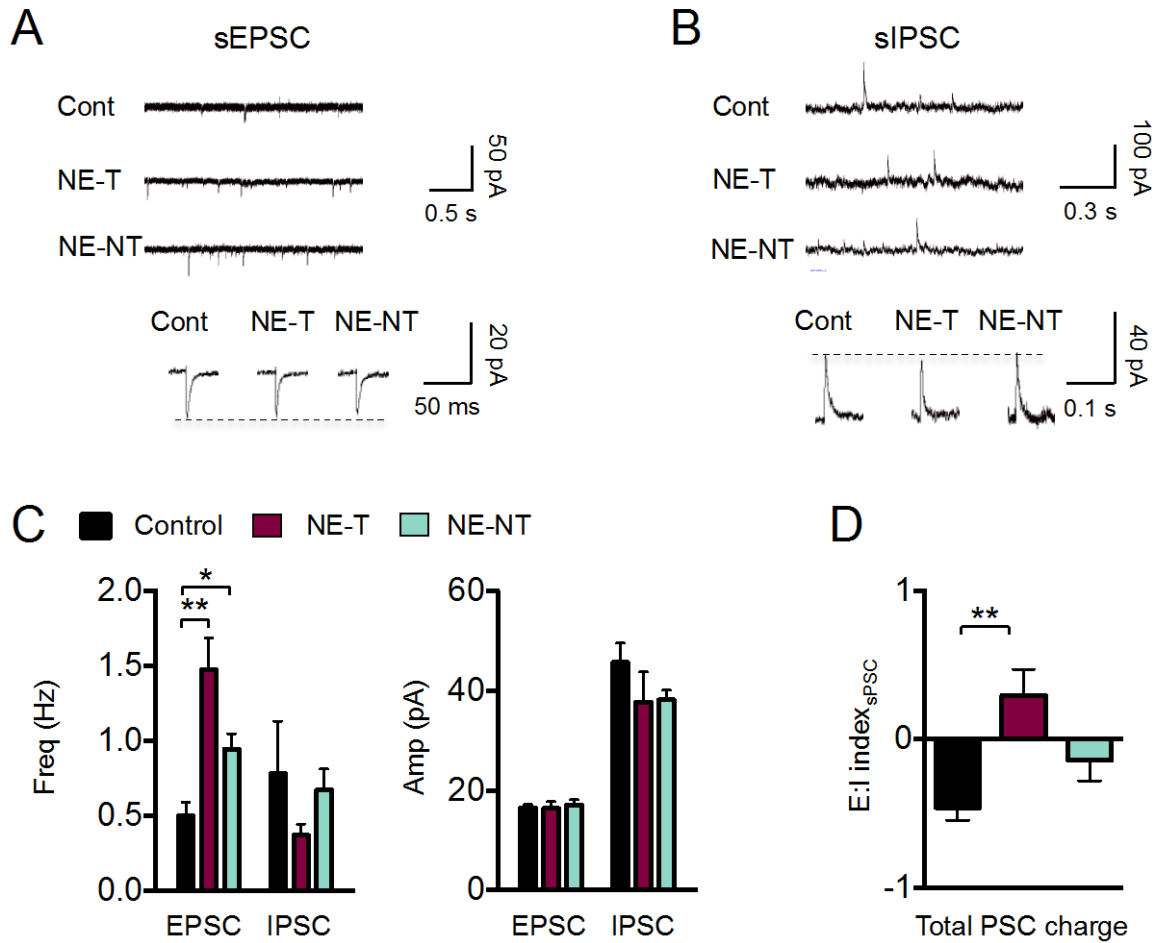 A
sEPSC
Cont
NE-T
NE-NT
50 pA
0.5 s
Cont NE-T NE-NT
20 pA
50 ms
B
sIPSC
Cont
NE-T
NE-NT
100 pA
0.3 s
Cont NE-T NE-NT
40 pA
0.1 s
C
Control NE-T NE-NT
Freq (Hz)
2.0
1.5
1.0
0.5
0.0
*
**
EPSC IPSC
Amp (pA)
60
40
20
0
EPSC IPSC
D
E:I index sPSC
1
0
-1
**
Total PSC charge